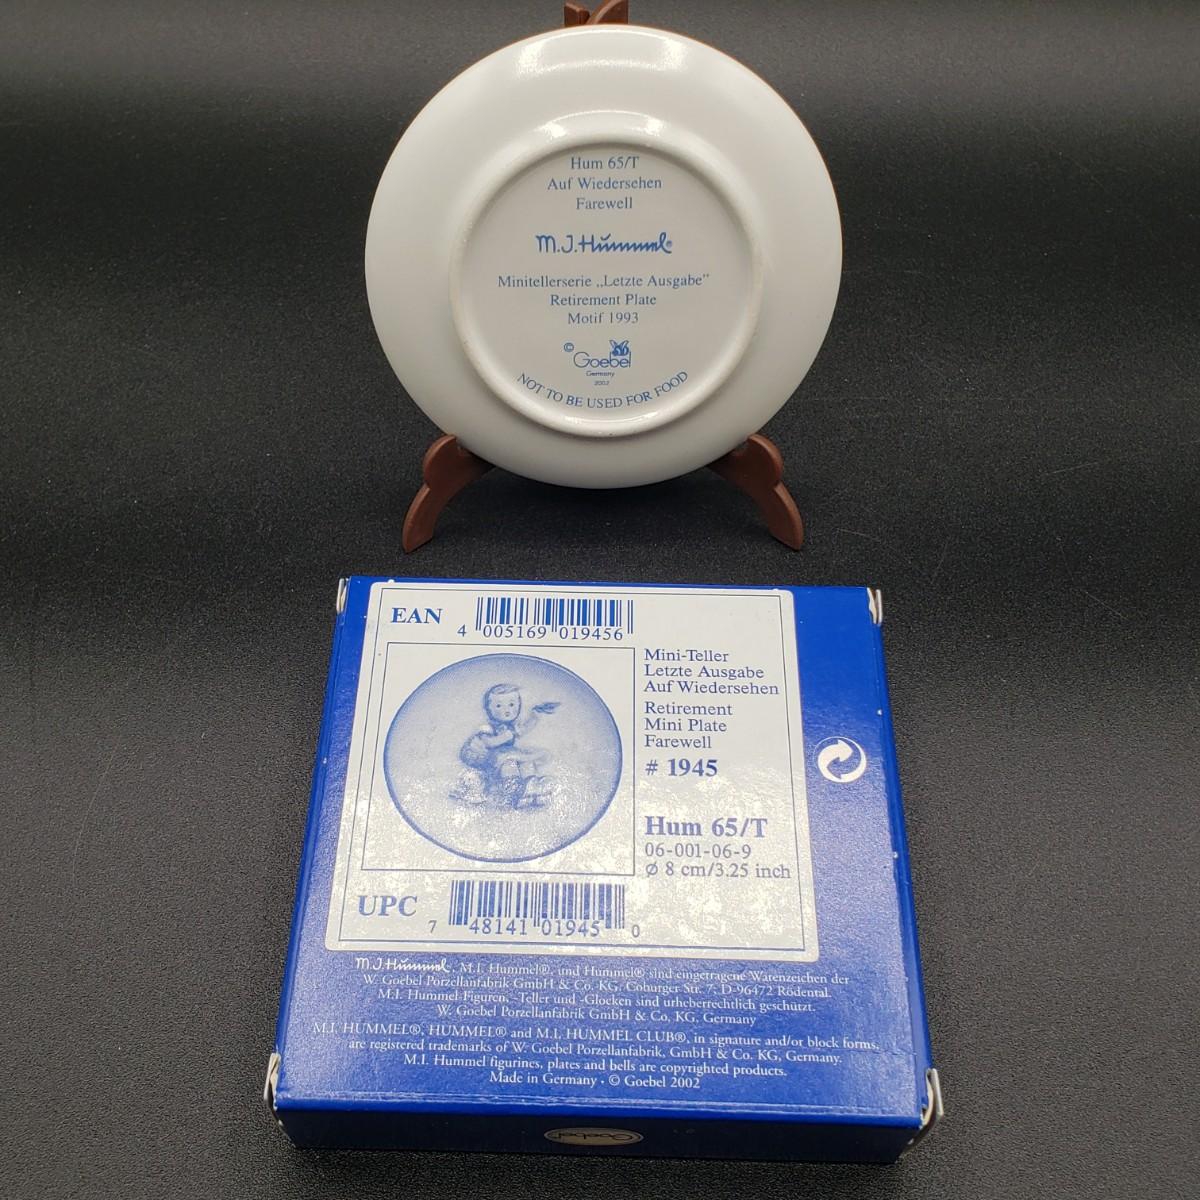 Hum 65/T
Auf Wiedersehen
Farewell
M.J.Hummel®
Minitellerserie „Letzte Ausgabe"
Retirement Plate
Motif 1993
© Goebel
Germany
2002
NOT TO BE USED FOR FOOD
EAN
4 005169 019456
Mini-Teller
Letzte Ausgabe
Auf Wiedersehen
Retirement
Mini Plate
Farewell
# 1945
Hum 65/T
06-001-06-9
Ø 8 cm/3.25 inch
UPC
7 48141 01945 0
M.J.Hummel, M.I. Hummel®, und Hummel® sind eingetragene Warenzeichen der
W. Goebel Porzellanfabrik GmbH & Co. KG, Coburger Str. 7, D-96472 Rödental.
M.I. Hummel Figuren, -Teller und -Glocken sind urheberrechtlich geschützt.
W. Goebel Porzellanfabrik GmbH & Co. KG, Germany
M.I. HUMMEL®, HUMMEL® and M.I. HUMMEL CLUB®, in signature and/or block forms,
are registered trademarks of W. Goebel Porzellanfabrik, GmbH & Co. KG, Germany.
M.I. Hummel figurines, plates and bells are copyrighted products.
Made in Germany · © Goebel 2002
Goebel